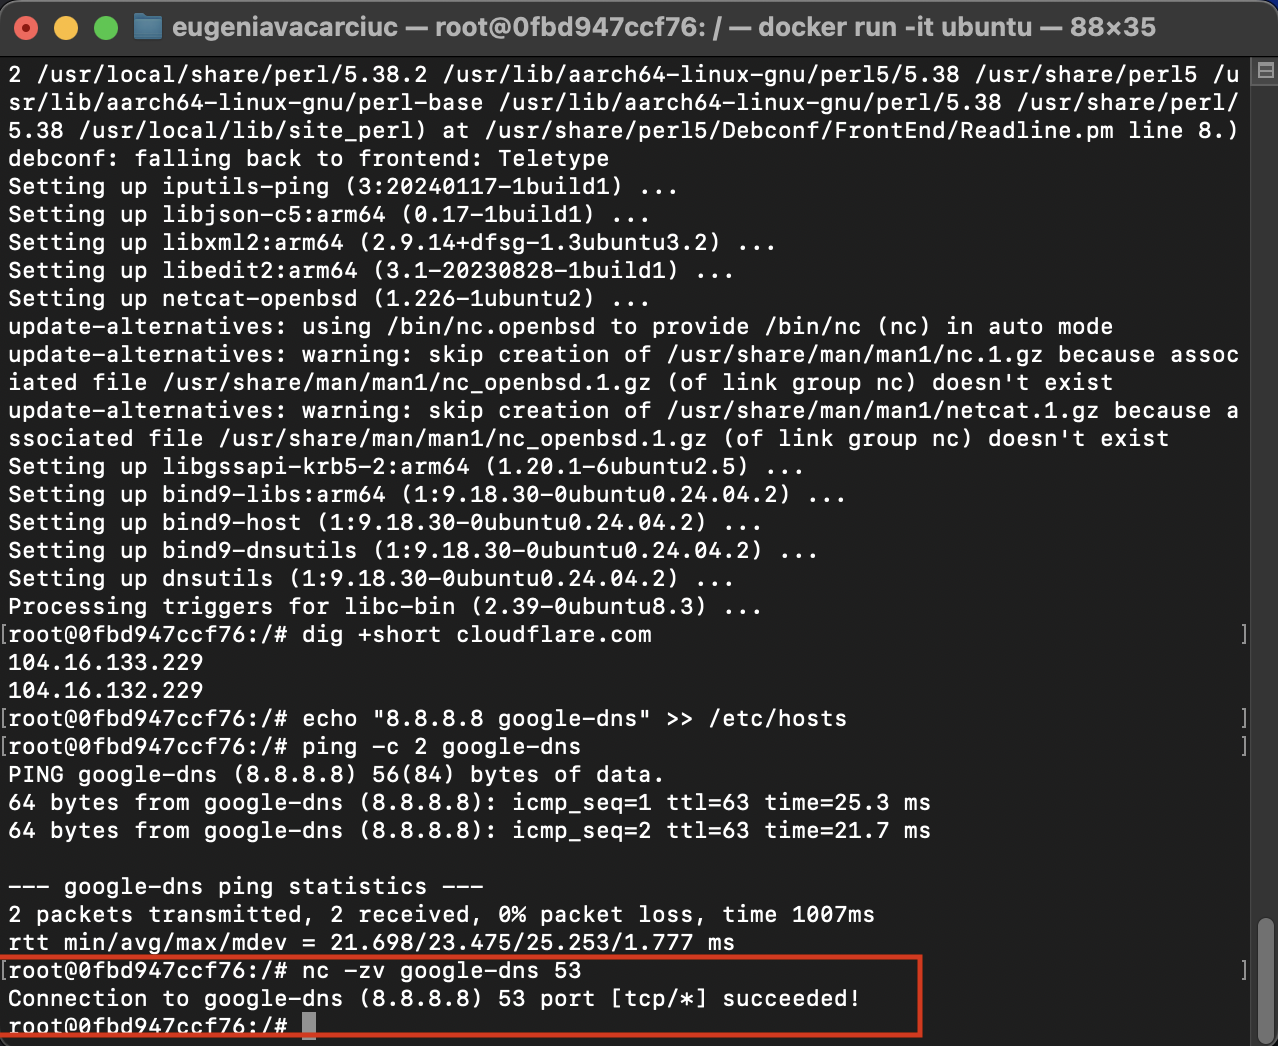 eugeniavacarciuc — root@0fbd947ccf76: / — docker run -it ubuntu — 88×35
2 /usr/local/share/perl/5.38.2 /usr/lib/aarch64-linux-gnu/perl5/5.38 /usr/share/perl5 /u
sr/lib/aarch64-linux-gnu/perl-base /usr/lib/aarch64-linux-gnu/perl/5.38 /usr/share/perl/
5.38 /usr/local/lib/site_perl) at /usr/share/perl5/Debconf/FrontEnd/Readline.pm line 8.)
debconf: falling back to frontend: Teletype
Setting up iputils-ping (3:20240117-1build1) ...
Setting up libjson-c5:arm64 (0.17-1build1) ...
Setting up libxml2:arm64 (2.9.14+dfsg-1.3ubuntu3.2) ...
Setting up libedit2:arm64 (3.1-20230828-1build1) ...
Setting up netcat-openbsd (1.226-1ubuntu2) ...
update-alternatives: using /bin/nc.openbsd to provide /bin/nc (nc) in auto mode
update-alternatives: warning: skip creation of /usr/share/man/man1/nc.1.gz because assoc
iated file /usr/share/man/man1/nc_openbsd.1.gz (of link group nc) doesn't exist
update-alternatives: warning: skip creation of /usr/share/man/man1/netcat.1.gz because a
ssociated file /usr/share/man/man1/nc_openbsd.1.gz (of link group nc) doesn't exist
Setting up libgssapi-krb5-2:arm64 (1.20.1-6ubuntu2.5) ...
Setting up bind9-libs:arm64 (1:9.18.30-0ubuntu0.24.04.2) ...
Setting up bind9-host (1:9.18.30-0ubuntu0.24.04.2) ...
Setting up bind9-dnsutils (1:9.18.30-0ubuntu0.24.04.2) ...
Setting up dnsutils (1:9.18.30-0ubuntu0.24.04.2) ...
Processing triggers for libc-bin (2.39-0ubuntu8.3) ...
[root@0fbd947ccf76:/# dig +short cloudflare.com ]
104.16.133.229
104.16.132.229
[root@0fbd947ccf76:/# echo "8.8.8.8 google-dns" >> /etc/hosts ]
[root@0fbd947ccf76:/# ping -c 2 google-dns ]
PING google-dns (8.8.8.8) 56(84) bytes of data.
64 bytes from google-dns (8.8.8.8): icmp_seq=1 ttl=63 time=25.3 ms
64 bytes from google-dns (8.8.8.8): icmp_seq=2 ttl=63 time=21.7 ms
--- google-dns ping statistics ---
2 packets transmitted, 2 received, 0% packet loss, time 1007ms
rtt min/avg/max/mdev = 21.698/23.475/25.253/1.777 ms
[root@0fbd947ccf76:/# nc -zv google-dns 53 ]
Connection to google-dns (8.8.8.8) 53 port [tcp/*] succeeded!
root@0fbd947ccf76:/#